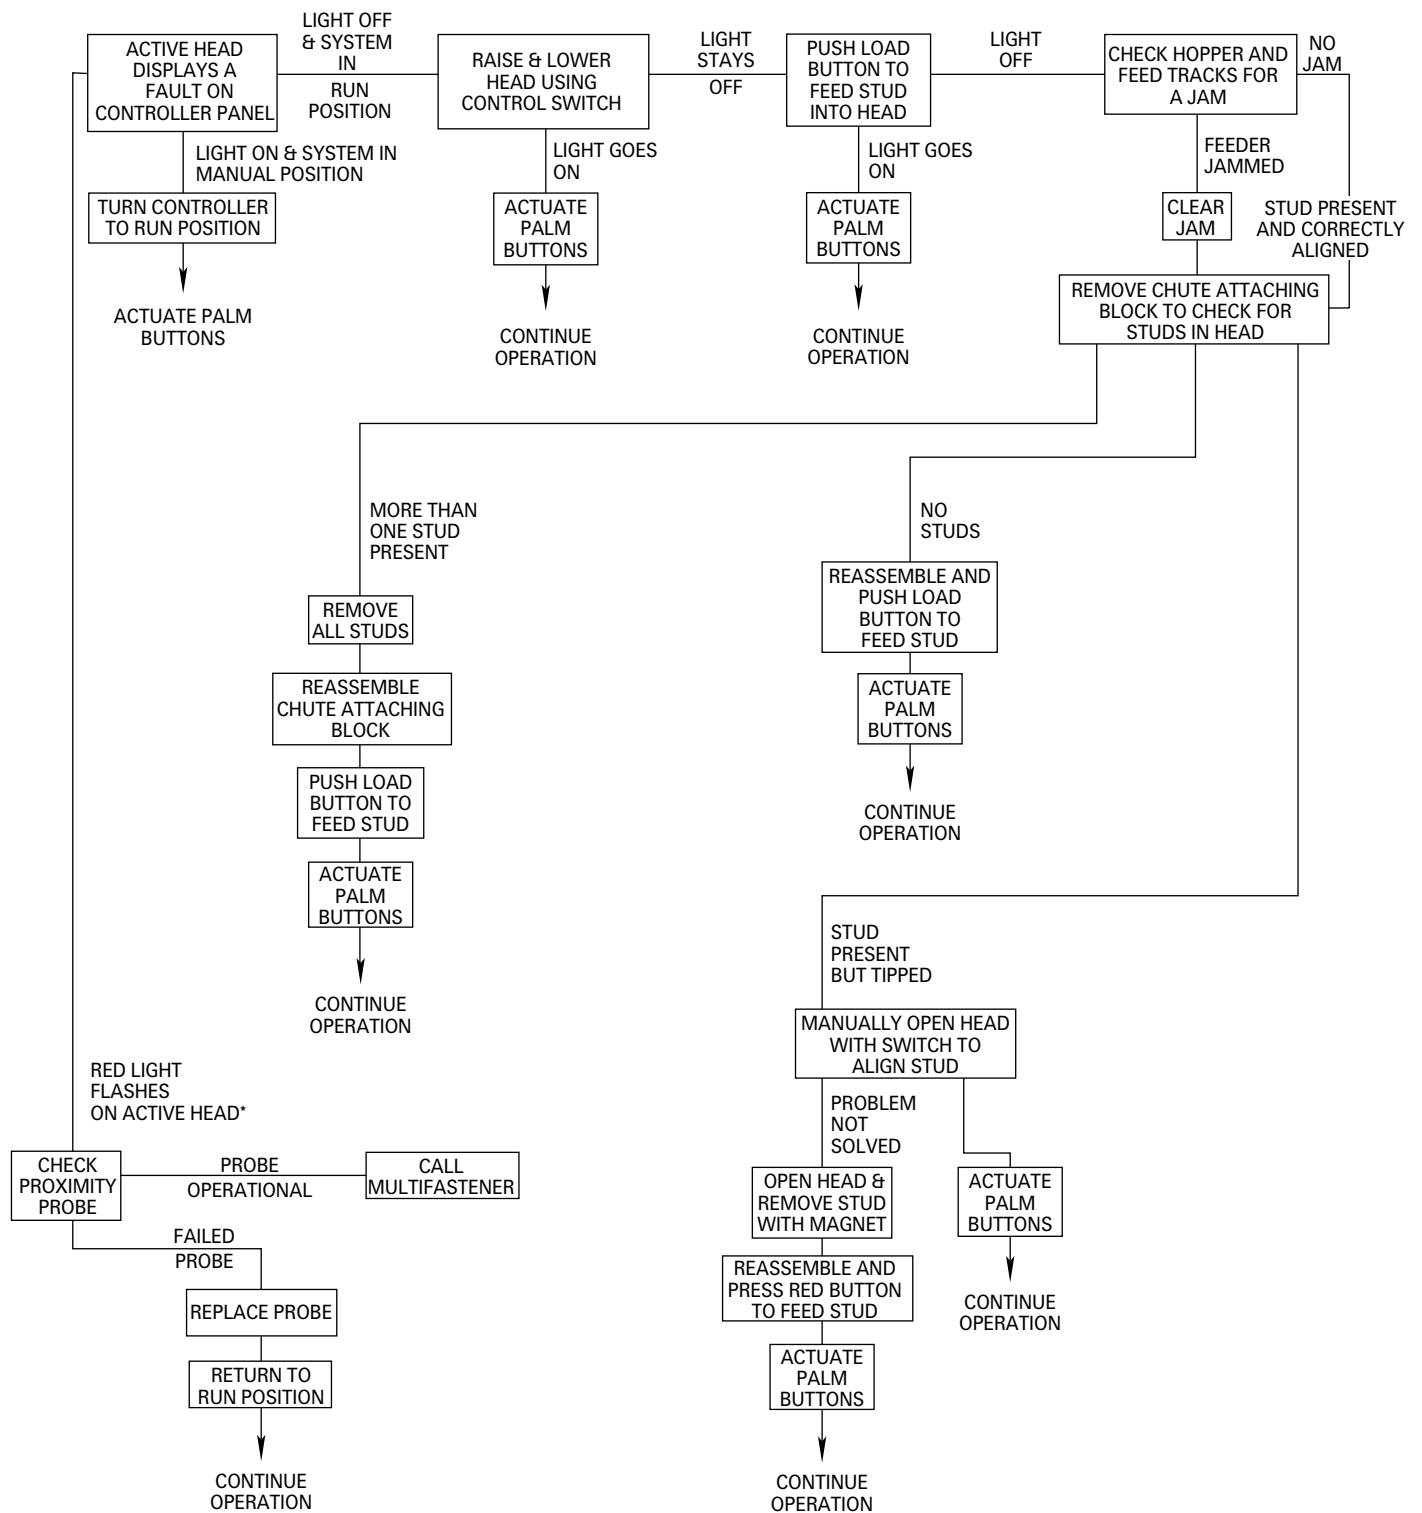 ACTIVE HEAD
DISPLAYS A
FAULT ON
CONTROLLER PANEL
LIGHT OFF
& SYSTEM
IN
RUN
POSITION
RAISE & LOWER
HEAD USING
CONTROL SWITCH
LIGHT
STAYS
OFF
PUSH LOAD
BUTTON TO
FEED STUD
INTO HEAD
LIGHT
OFF
CHECK HOPPER AND
FEED TRACKS FOR
A JAM
NO
JAM
LIGHT ON & SYSTEM IN
MANUAL POSITION
TURN CONTROLLER
TO RUN POSITION
ACTUATE PALM
BUTTONS
LIGHT GOES
ON
ACTUATE
PALM
BUTTONS
CONTINUE
OPERATION
LIGHT GOES
ON
ACTUATE
PALM
BUTTONS
CONTINUE
OPERATION
FEEDER
JAMMED
CLEAR
JAM
STUD PRESENT
AND CORRECTLY
ALIGNED
REMOVE CHUTE ATTACHING
BLOCK TO CHECK FOR
STUDS IN HEAD
MORE THAN
ONE STUD
PRESENT
REMOVE
ALL STUDS
REASSEMBLE
CHUTE ATTACHING
BLOCK
PUSH LOAD
BUTTON TO
FEED STUD
ACTUATE
PALM
BUTTONS
CONTINUE
OPERATION
NO
STUDS
REASSEMBLE AND
PUSH LOAD
BUTTON TO
FEED STUD
ACTUATE
PALM
BUTTONS
CONTINUE
OPERATION
STUD
PRESENT
BUT TIPPED
MANUALLY OPEN HEAD
WITH SWITCH TO
ALIGN STUD
PROBLEM
NOT
SOLVED
OPEN HEAD &
REMOVE STUD
WITH MAGNET
REASSEMBLE AND
PRESS RED BUTTON
TO FEED STUD
ACTUATE
PALM
BUTTONS
CONTINUE
OPERATION
ACTUATE
PALM
BUTTONS
CONTINUE
OPERATION
RED LIGHT
FLASHES
ON ACTIVE HEAD*
CHECK
PROXIMITY
PROBE
PROBE
OPERATIONAL
CALL
MULTIFASTENER
FAILED
PROBE
REPLACE PROBE
RETURN TO
RUN POSITION
CONTINUE
OPERATION